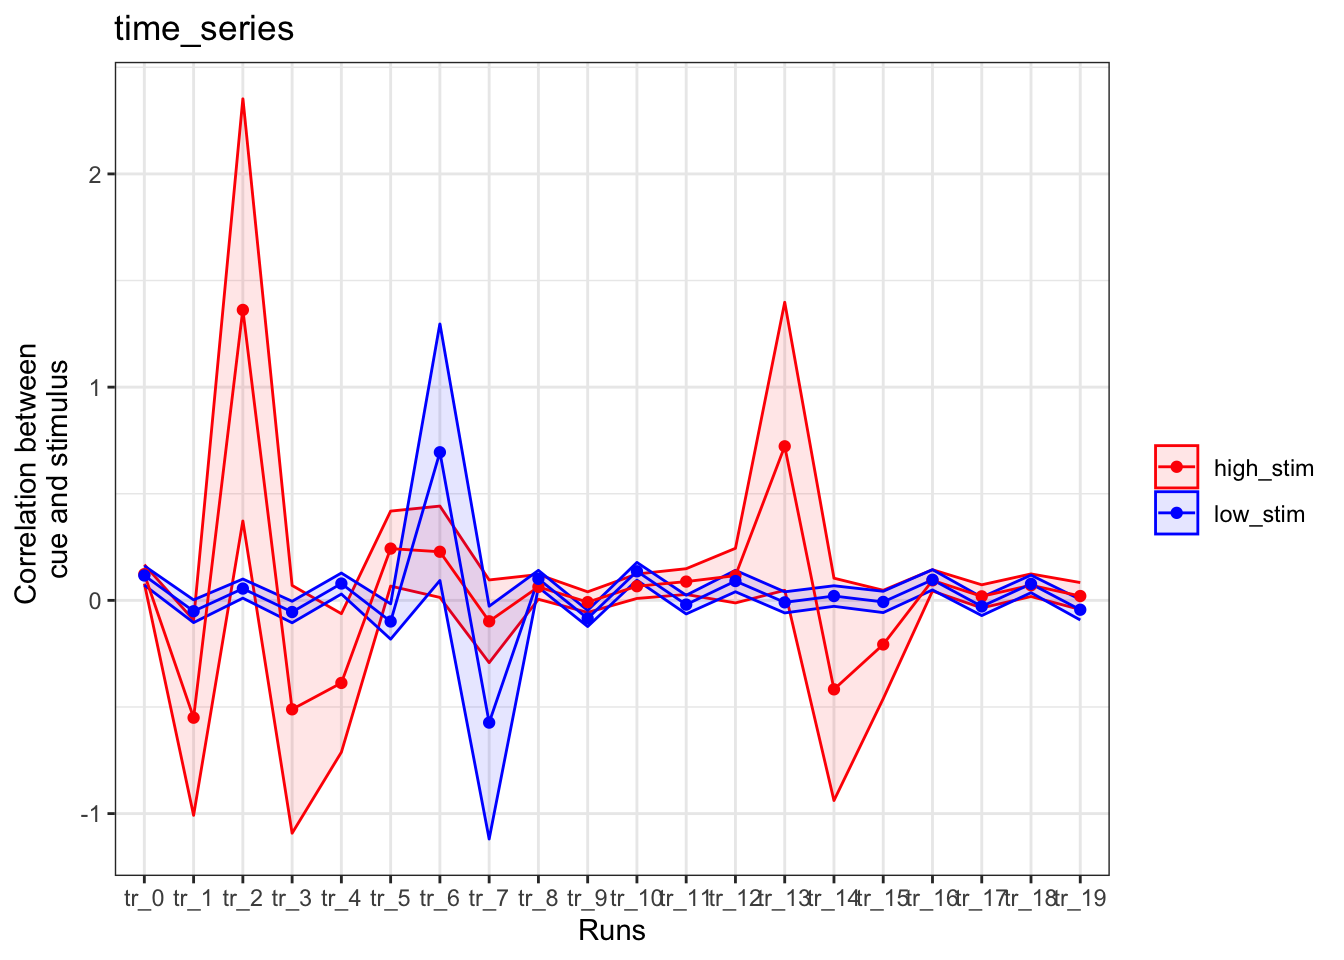 time_series
Correlation between
cue and stimulus
2
1
0
-1
tr_0 tr_1 tr_2 tr_3 tr_4 tr_5 tr_6 tr_7 tr_8 tr_9 tr_10 tr_11 tr_12 tr_13 tr_14 tr_15 tr_16 tr_17 tr_18 tr_19
Runs
high_stim
low_stim